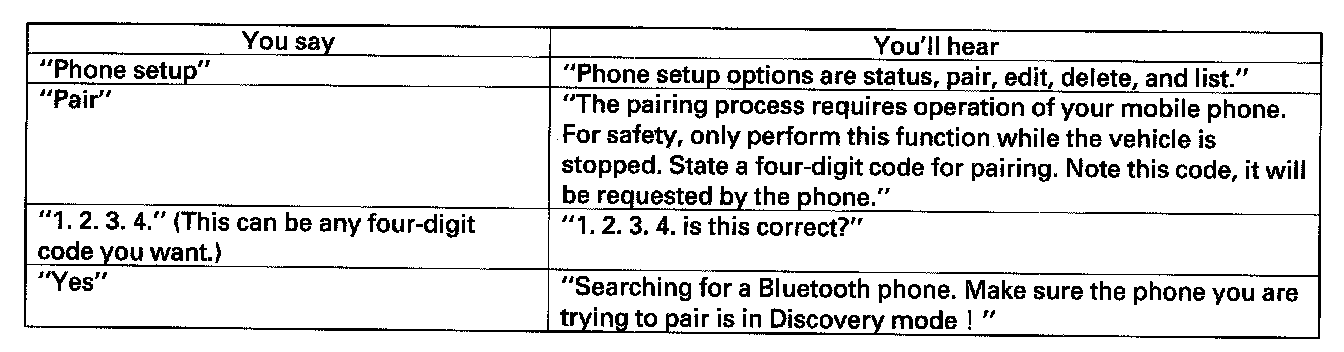 You say
You'll hear
"Phone setup"
"Phone setup options are status, pair, edit, delete, and list."
"Pair"
"The pairing process requires operation of your mobile phone.
For safety, only perform this function while the vehicle is
stopped. State a four-digit code for pairing. Note this code, it will
be requested by the phone."
"1. 2. 3. 4." (This can be any four-digit
code you want.)
"1. 2. 3. 4. is this correct?"
"Yes"
"Searching for a Bluetooth phone. Make sure the phone you are
trying to pair is in Discovery mode ! "